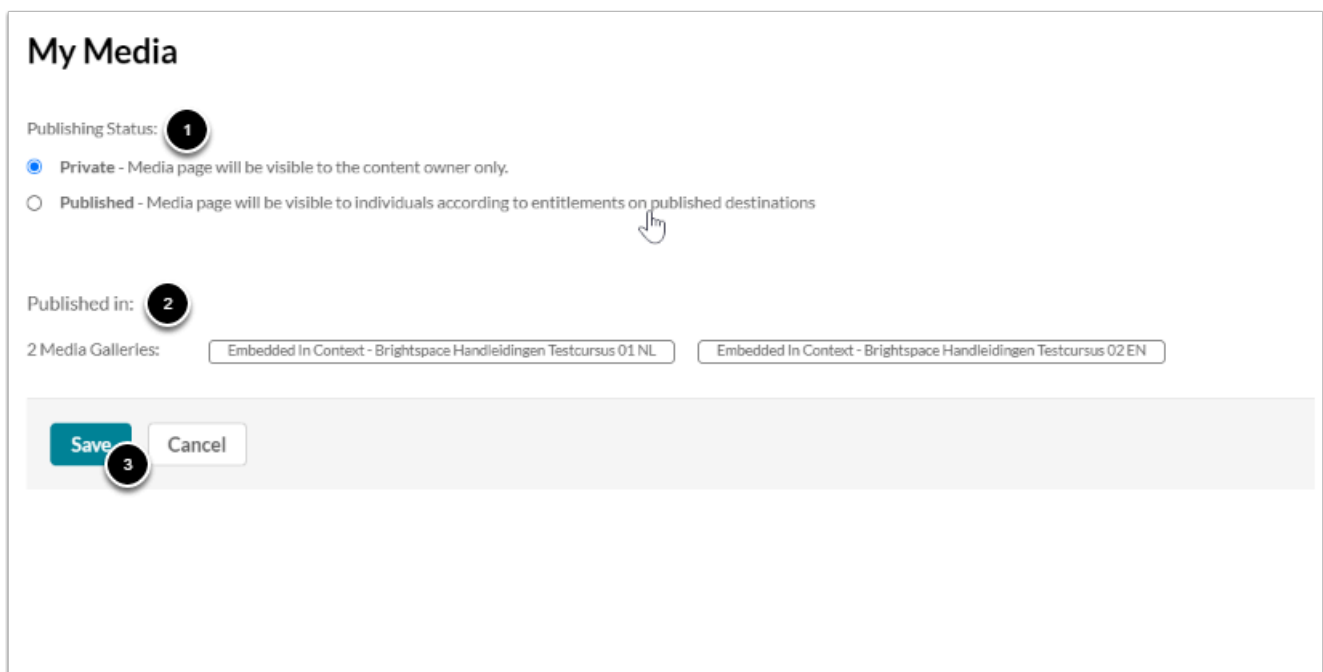 My Media
Publishing Status: 1
Private - Media page will be visible to the content owner only.
Published - Media page will be visible to individuals according to entitlements on published destinations
Published in: 2
2 Media Galleries: Embedded In Context - Brightspace Handleidingen Testcursus 01 NL Embedded In Context - Brightspace Handleidingen Testcursus 02 EN
Save Cancel
3